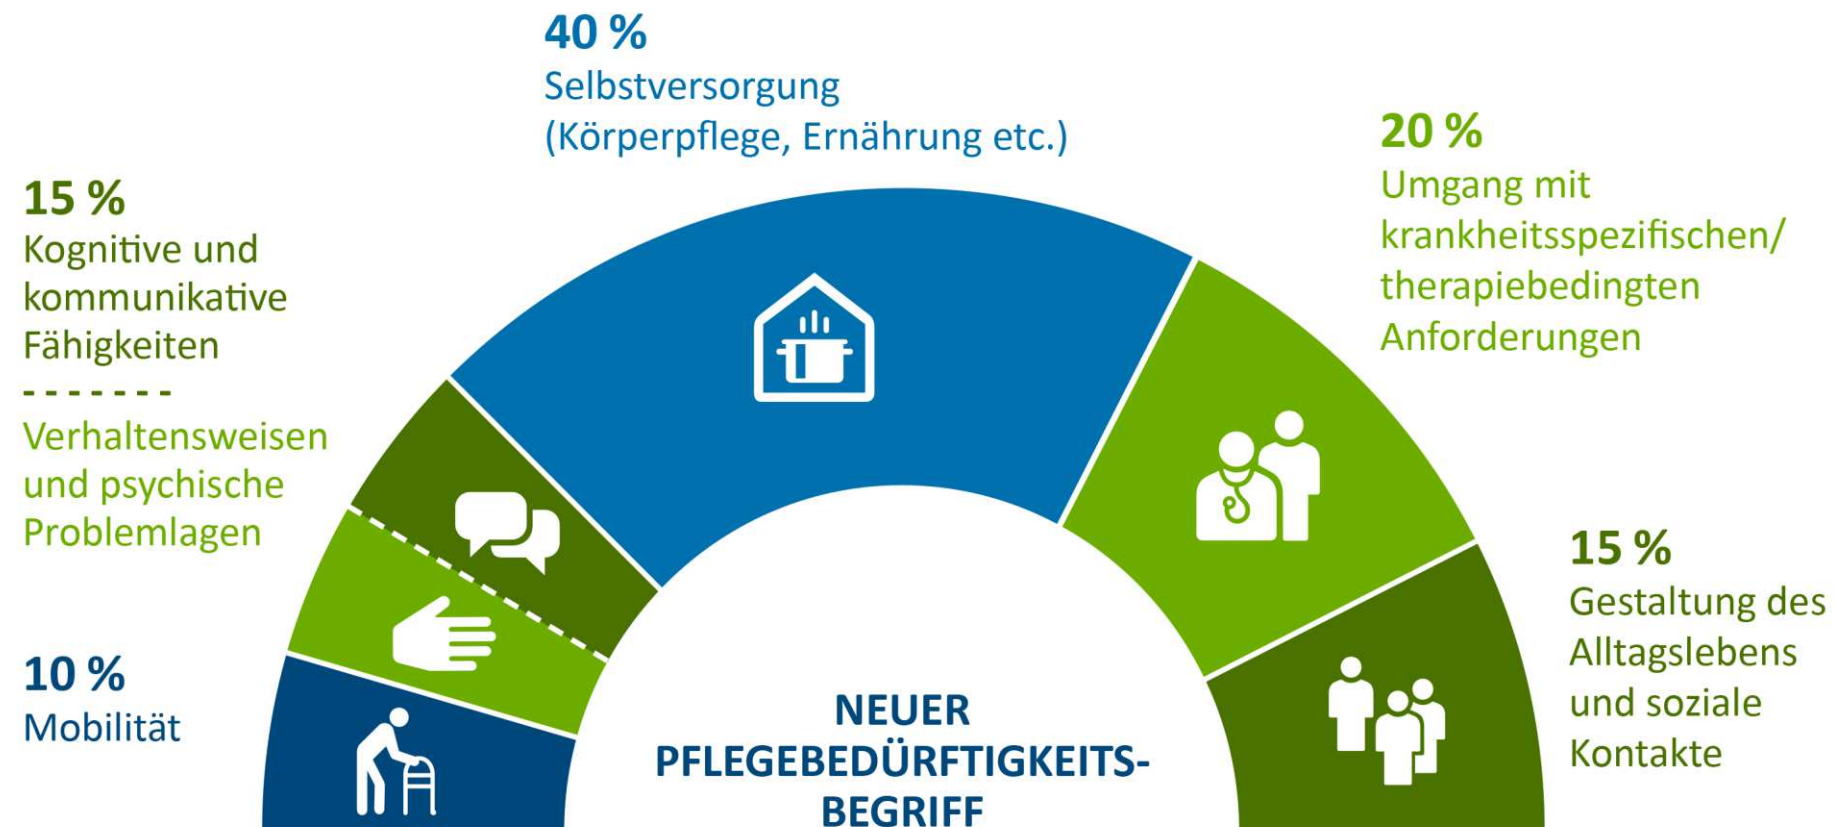 40 %
Selbstversorgung
(Körperpflege, Ernährung etc.)
20 %
Umgang mit
krankheitsspezifischen/
therapiebedingten
Anforderungen
15 %
Kognitive und
kommunikative
Fähigkeiten
- - - - - - -
Verhaltensweisen
und psychische
Problemlagen
10 %
Mobilität
15 %
Gestaltung des
Alltagslebens
und soziale
Kontakte
NEUER
PFLEGEBEDÜRFTIGKEITS-
BEGRIFF